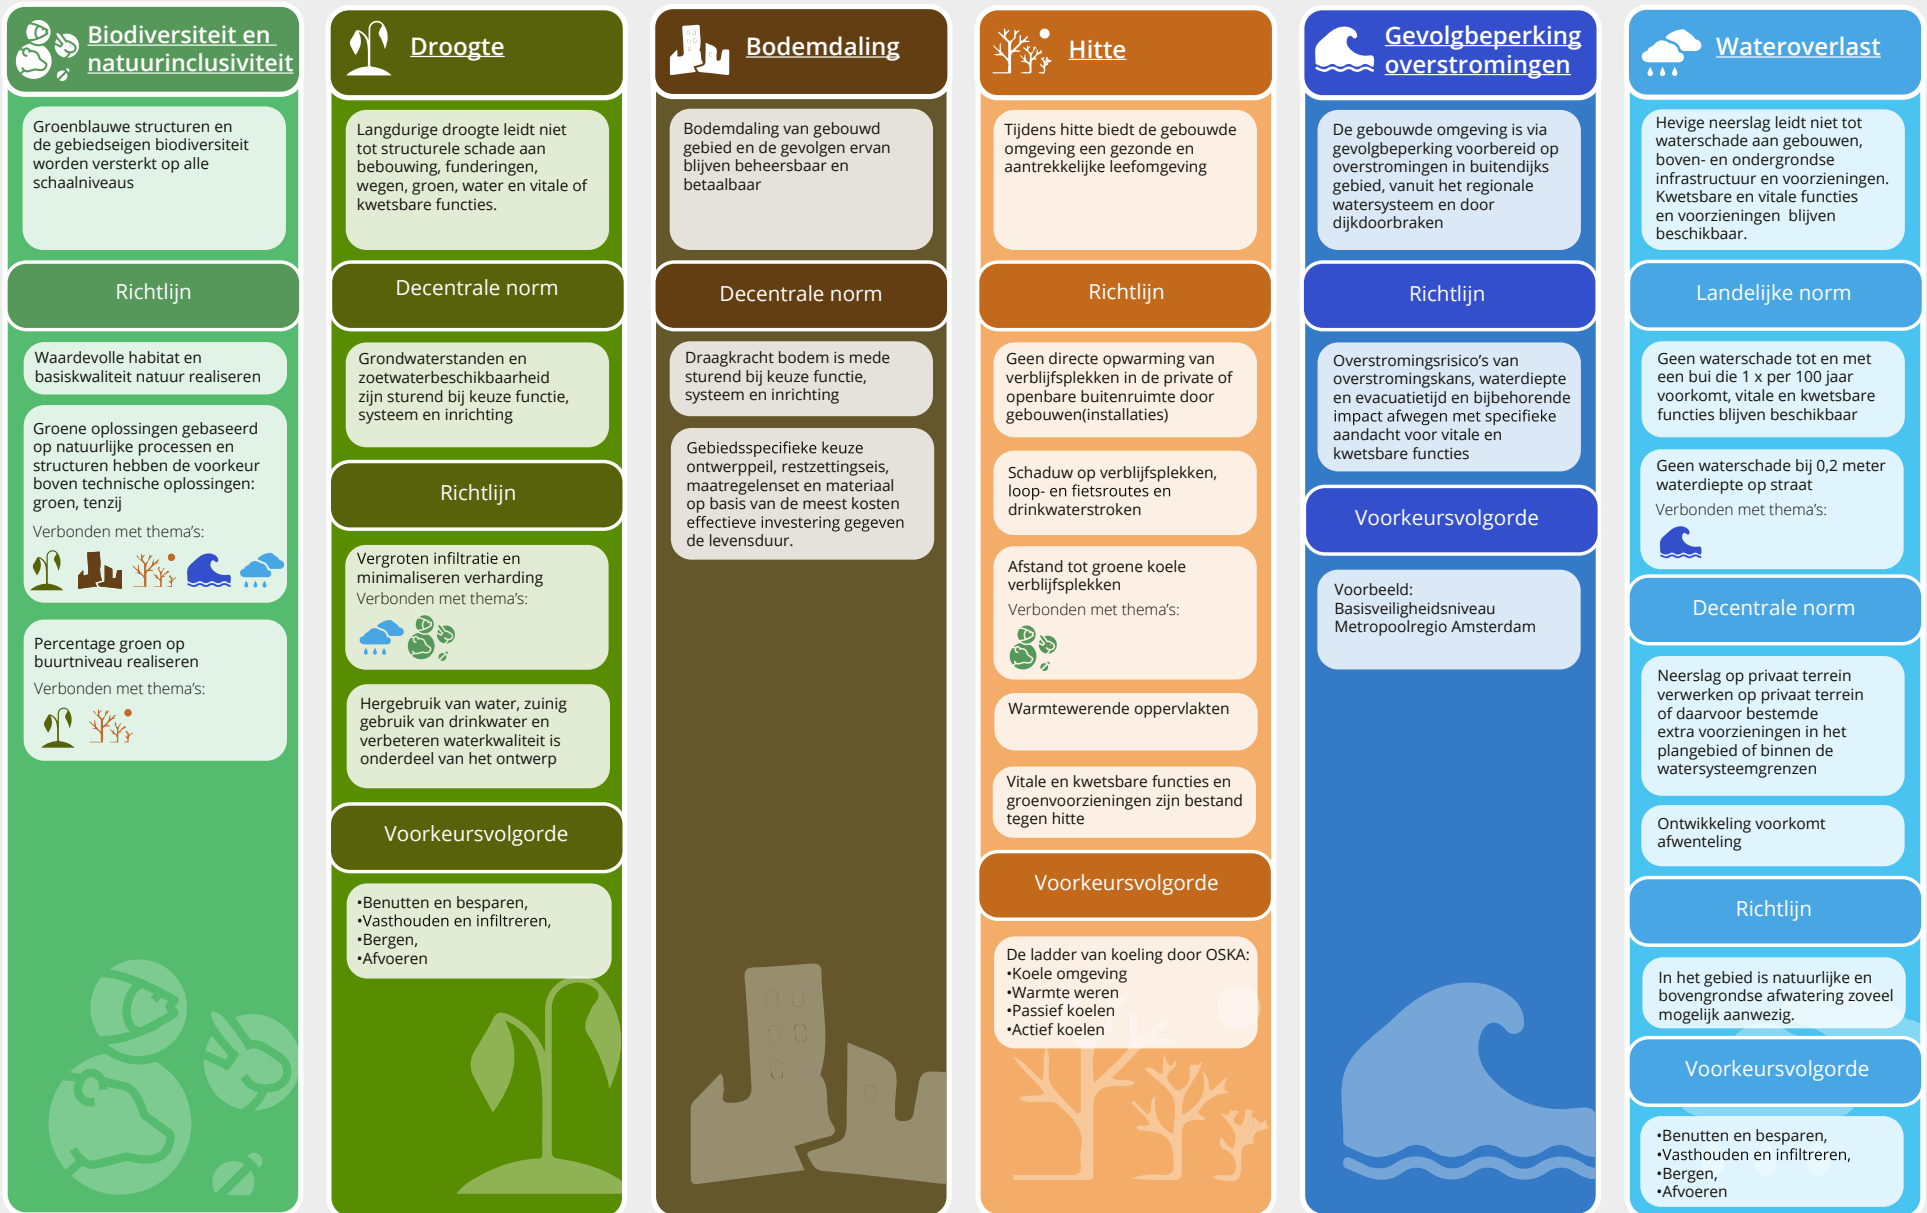 Biodiversiteit en
natuurinclusiviteit
Groenblauwe structuren en
de gebiedseigen biodiversiteit
worden versterkt op alle
schaalniveaus
Richtlijn
Waardevolle habitat en
basiskwaliteit natuur realiseren
Groene oplossingen gebaseerd
op natuurlijke processen en
structuren hebben de voorkeur
boven technische oplossingen:
groen, tenzij
Verbonden met thema's:
Percentage groen op
buurtniveau realiseren
Verbonden met thema's:
Droogte
Langdurige droogte leidt niet
tot structurele schade aan
bebouwing, funderingen,
wegen, groen, water en vitale of
kwetsbare functies.
Decentrale norm
Grondwaterstanden en
zoetwaterbeschikbaarheid
zijn sturend bij keuze functie,
systeem en inrichting
Richtlijn
Vergroten infiltratie en
minimaliseren verharding
Verbonden met thema's:
Hergebruik van water, zuinig
gebruik van drinkwater en
verbeteren waterkwaliteit is
onderdeel van het ontwerp
Voorkeursvolgorde
•Benutten en besparen,
•Vasthouden en infiltreren,
•Bergen,
•Afvoeren
Bodemdaling
Bodemdaling van gebouwd
gebied en de gevolgen ervan
blijven beheersbaar en
betaalbaar
Decentrale norm
Draagkracht bodem is mede
sturend bij keuze functie,
systeem en inrichting
Gebiedsspecifieke keuze
ontwerppeil, restzettingseis,
maatregelenset en materiaal
op basis van de meest kosten
effectieve investering gegeven
de levensduur.
Hitte
Tijdens hitte biedt de gebouwde
omgeving een gezonde en
aantrekkelijke leefomgeving
Richtlijn
Geen directe opwarming van
verblijfsplekken in de private of
openbare buitenruimte door
gebouwen(installaties)
Schaduw op verblijfsplekken,
loop- en fietsroutes en
drinkwaterstroken
Afstand tot groene koele
verblijfsplekken
Verbonden met thema's:
Warmtewerende oppervlakten
Vitale en kwetsbare functies en
groenvoorzieningen zijn bestand
tegen hitte
Voorkeursvolgorde
De ladder van koeling door OSKA:
•Koele omgeving
•Warmte weren
•Passief koelen
•Actief koelen
Gevolgbeperking
overstromingen
De gebouwde omgeving is via
gevolgbeperking voorbereid op
overstromingen in buitendijks
gebied, vanuit het regionale
watersysteem en door
dijkdoorbraken
Richtlijn
Overstromingsrisico's van
overstromingskans, waterdiepte
en evacuatietijd en bijbehorende
impact afwegen met specifieke
aandacht voor vitale en
kwetsbare functies
Voorkeursvolgorde
Voorbeeld:
Basisveiligheidsniveau
Metropoolregio Amsterdam
Wateroverlast
Hevige neerslag leidt niet tot
waterschade aan gebouwen,
boven- en ondergrondse
infrastructuur en voorzieningen.
Kwetsbare en vitale functies
en voorzieningen blijven
beschikbaar.
Landelijke norm
Geen waterschade tot en met
een bui die 1 x per 100 jaar
voorkomt, vitale en kwetsbare
functies blijven beschikbaar
Geen waterschade bij 0,2 meter
waterdiepte op straat
Verbonden met thema's:
Decentrale norm
Neerslag op privaat terrein
verwerken op privaat terrein
of daarvoor bestemde
extra voorzieningen in het
plangebied of binnen de
watersysteemgrenzen
Ontwikkeling voorkomt
afwenteling
Richtlijn
In het gebied is natuurlijke en
bovengrondse afwatering zoveel
mogelijk aanwezig.
Voorkeursvolgorde
•Benutten en besparen,
•Vasthouden en infiltreren,
•Bergen,
•Afvoeren